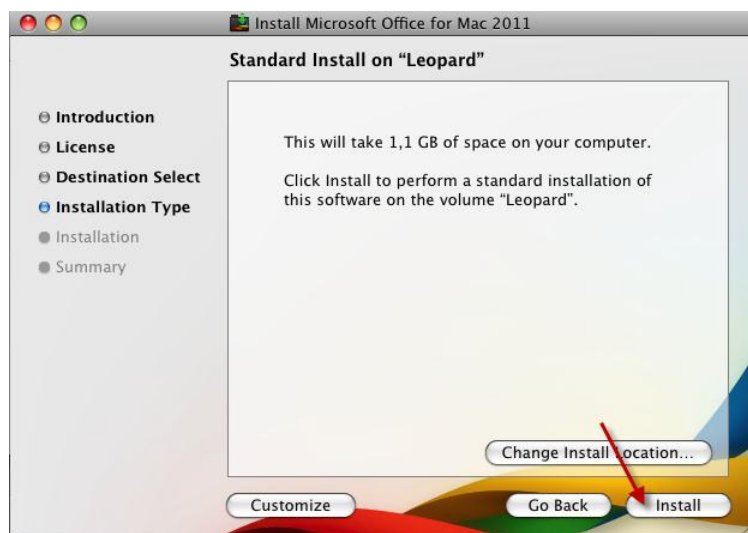 Install Microsoft Office for Mac 2011
Standard Install on “Leopard”
Introduction
License
Destination Select
Installation Type
Installation
Summary
This will take 1,1 GB of space on your computer.
Click Install to perform a standard installation of
this software on the volume “Leopard”.
Change Install Location...
Customize
Go Back
Install